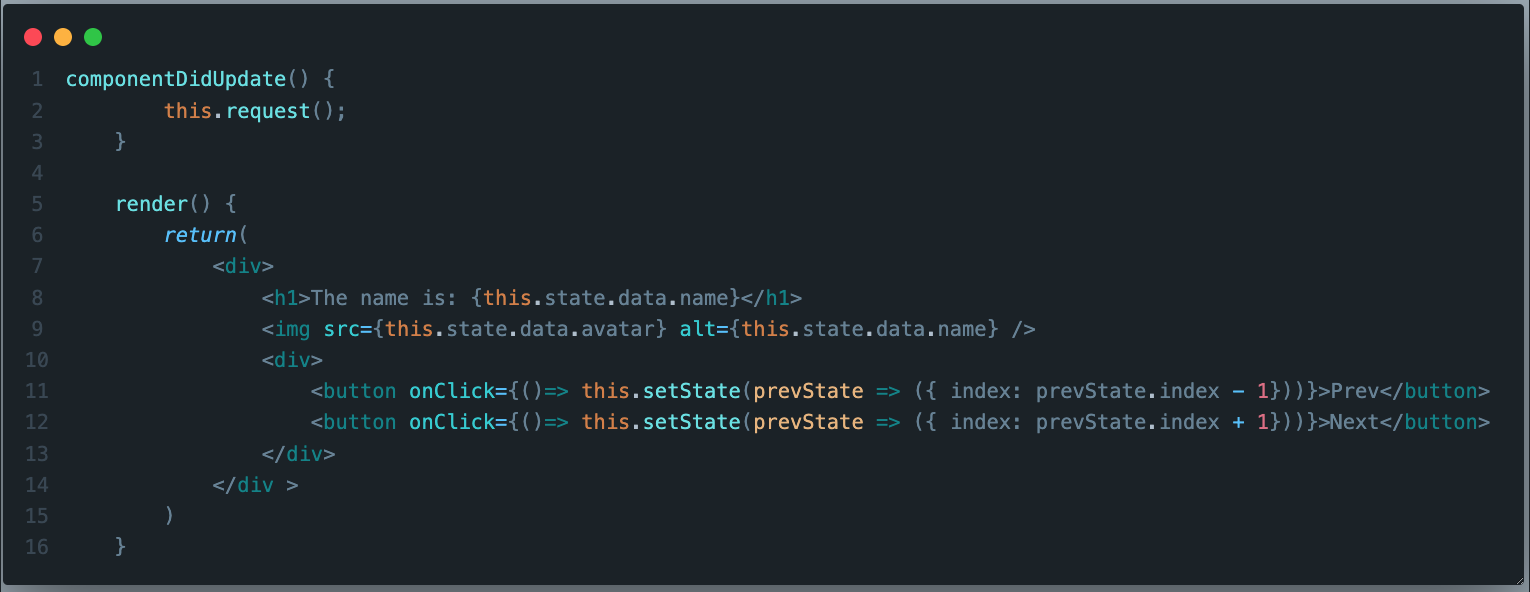 1 componentDidUpdate() {
2         this.request();
3     }
4
5     render() {
6         return(
7             <div>
8                 <h1>The name is: {this.state.data.name}</h1>
9                 <img src={this.state.data.avatar} alt={this.state.data.name} />
10                 <div>
11                     <button onClick={()=> this.setState(prevState => ({ index: prevState.index - 1}))}>Prev</button>
12                     <button onClick={()=> this.setState(prevState => ({ index: prevState.index + 1}))}>Next</button>
13                 </div>
14             </div >
15         )
16     }